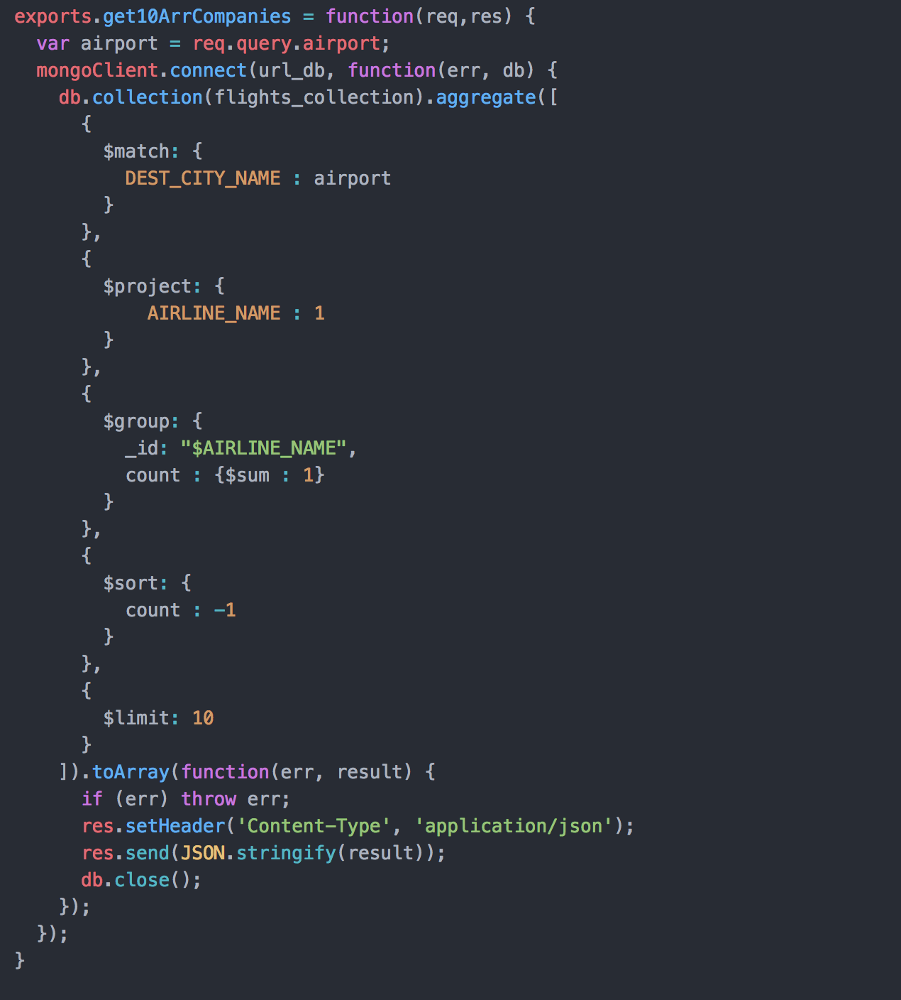 exports.get10ArrCompanies = function(req,res) {
  var airport = req.query.airport;
  mongoClient.connect(url_db, function(err, db) {
    db.collection(flights_collection).aggregate([
      {
        $match: {
          DEST_CITY_NAME : airport
        }
      },
      {
        $project: {
            AIRLINE_NAME : 1
        }
      },
      {
        $group: {
          _id: "$AIRLINE_NAME",
          count : {$sum : 1}
        }
      },
      {
        $sort: {
          count : -1
        }
      },
      {
        $limit: 10
      }
    ]).toArray(function(err, result) {
      if (err) throw err;
      res.setHeader('Content-Type', 'application/json');
      res.send(JSON.stringify(result));
      db.close();
    });
  });
}